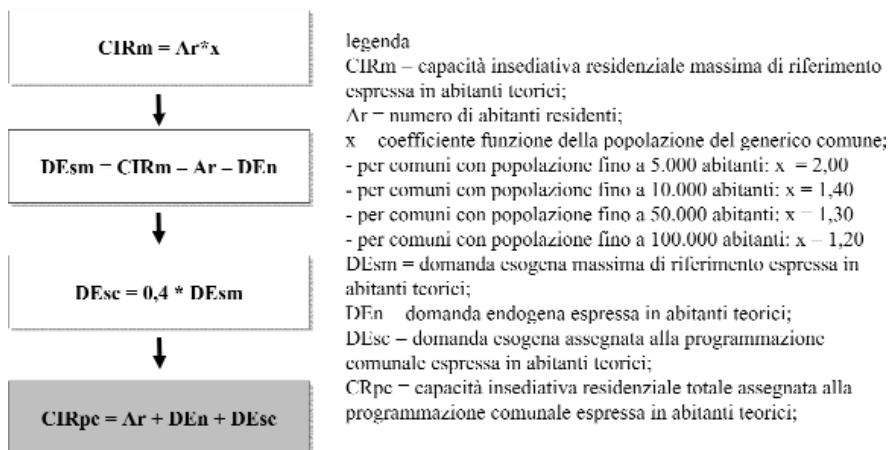 CIRm = Ar*x
DEsm = CIRm – Ar – DEn
DEsc = 0,4 * DEsm
CIRpc = Ar + DEn + DEsc
legenda
CIRm = capacità insediativa residenziale massima di riferimento
espressa in abitanti teorici;
Ar = numero di abitanti residenti;
x coefficiente funzione della popolazione del generico comune;
- per comuni con popolazione fino a 5.000 abitanti: x = 2,00
- per comuni con popolazione fino a 10.000 abitanti: x = 1,40
- per comuni con popolazione fino a 50.000 abitanti: x = 1,30
- per comuni con popolazione fino a 100.000 abitanti: x = 1,20
DEsm = domanda esogena massima di riferimento espressa in
abitanti teorici;
DEn domanda endogena espressa in abitanti teorici;
DEsc = domanda esogena assegnata alla programmazione
comunale espressa in abitanti teorici;
CRpc = capacità insediativa residenziale totale assegnata alla
programmazione comunale espressa in abitanti teorici;